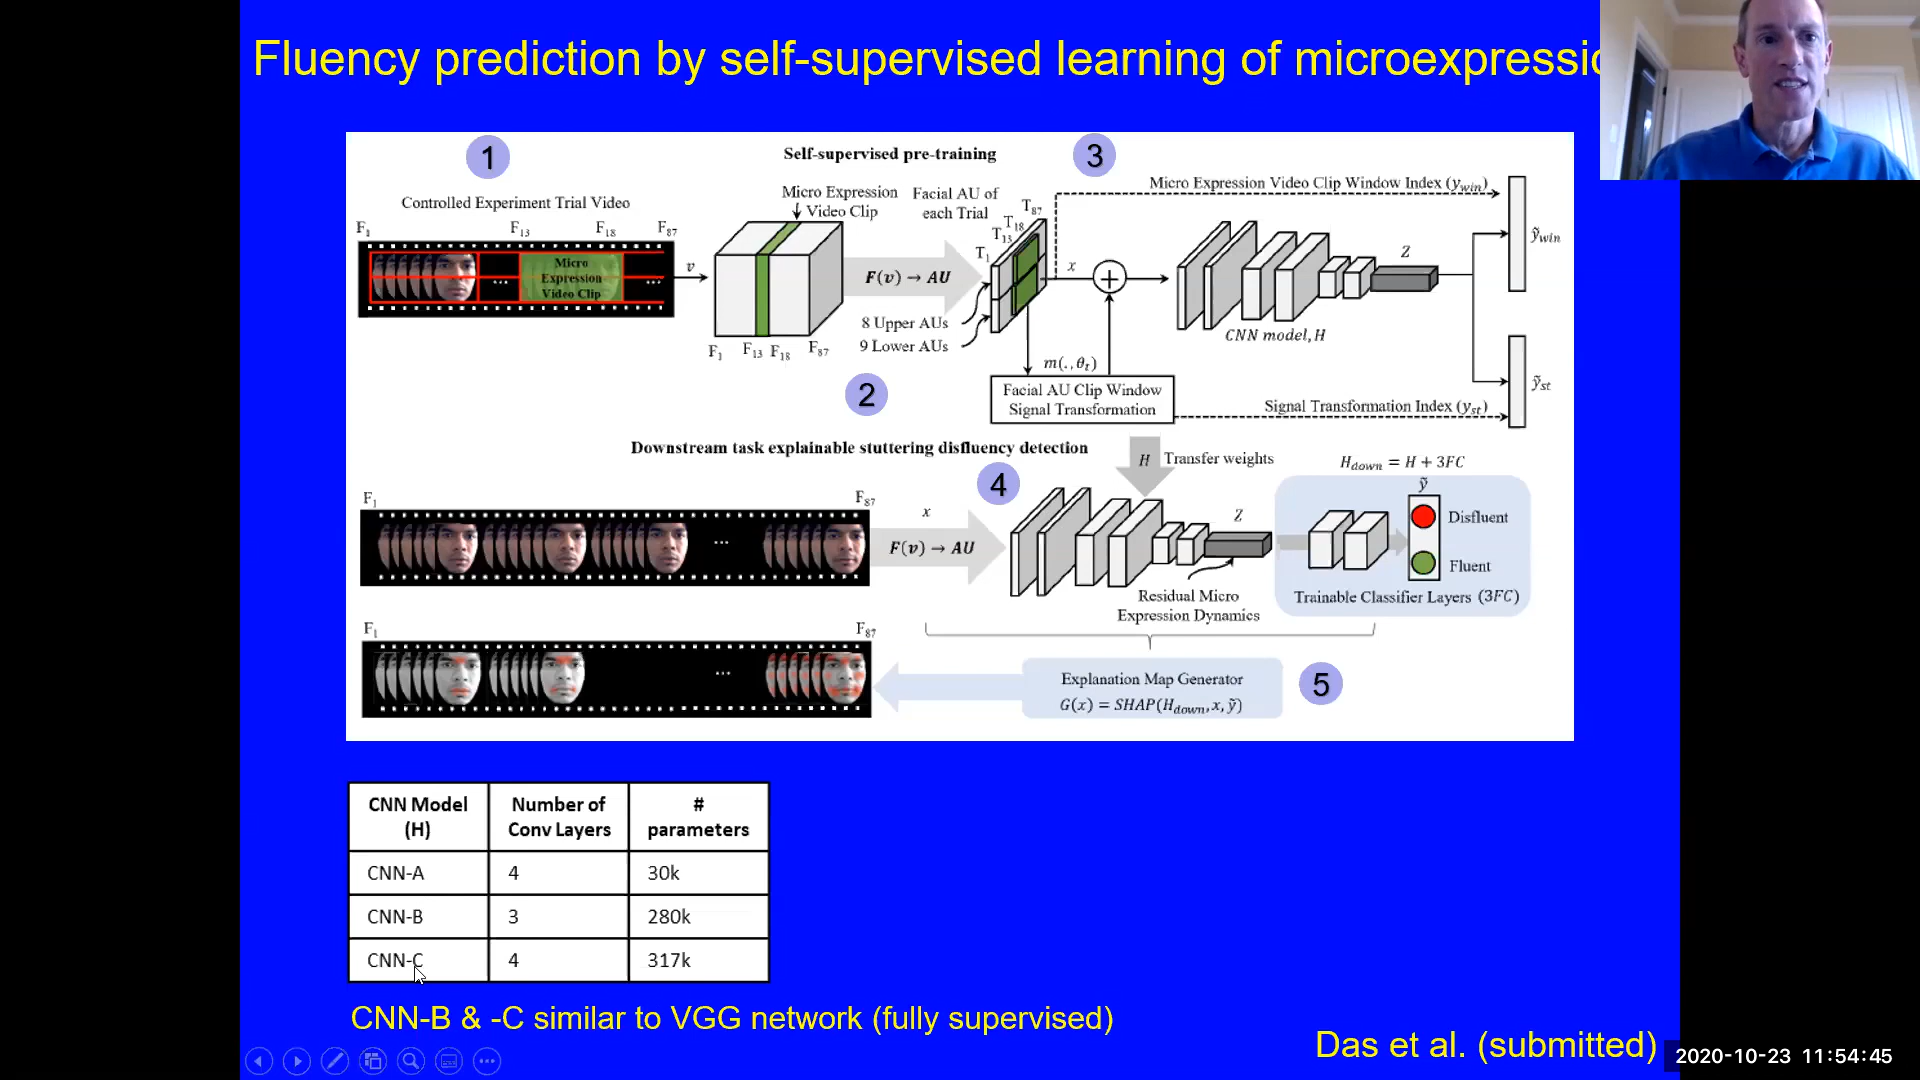 Fluency prediction by self-supervised learning of microexpressio
1
Self-supervised pre-training
3
Controlled Experiment Trial Video
F₁ F₁₃ F₁₈ F₈₇
Micro
Expression
Video Clip
...
...
v
Micro Expression
Video Clip
F₁ F₁₃ F₁₈ F₈₇
Facial AU of
each Trial
F(v) → AU
8 Upper AUs
9 Lower AUs
T₁ T₁₃ T₁₈ T₈₇
x
+
Micro Expression Video Clip Window Index (y_win)
Z
ỹ_win
CNN model, H
m(., θ_t)
Facial AU Clip Window
Signal Transformation
Signal Transformation Index (y_st)
ỹ_st
2
Downstream task explainable stuttering disfluency detection
4
H Transfer weights
H_down = H + 3FC
F₁ F₈₇
...
x
F(v) → AU
Z
ỹ
Disfluent
Fluent
Residual Micro
Expression Dynamics
Trainable Classifier Layers (3FC)
F₁ F₈₇
...
Explanation Map Generator
G(x) = SHAP(H_down, x, ỹ)
5
CNN Model (H) Number of Conv Layers # parameters
CNN-A 4 30k
CNN-B 3 280k
CNN-C 4 317k
CNN-B & -C similar to VGG network (fully supervised)
Das et al. (submitted)
2020-10-23 11:54:45